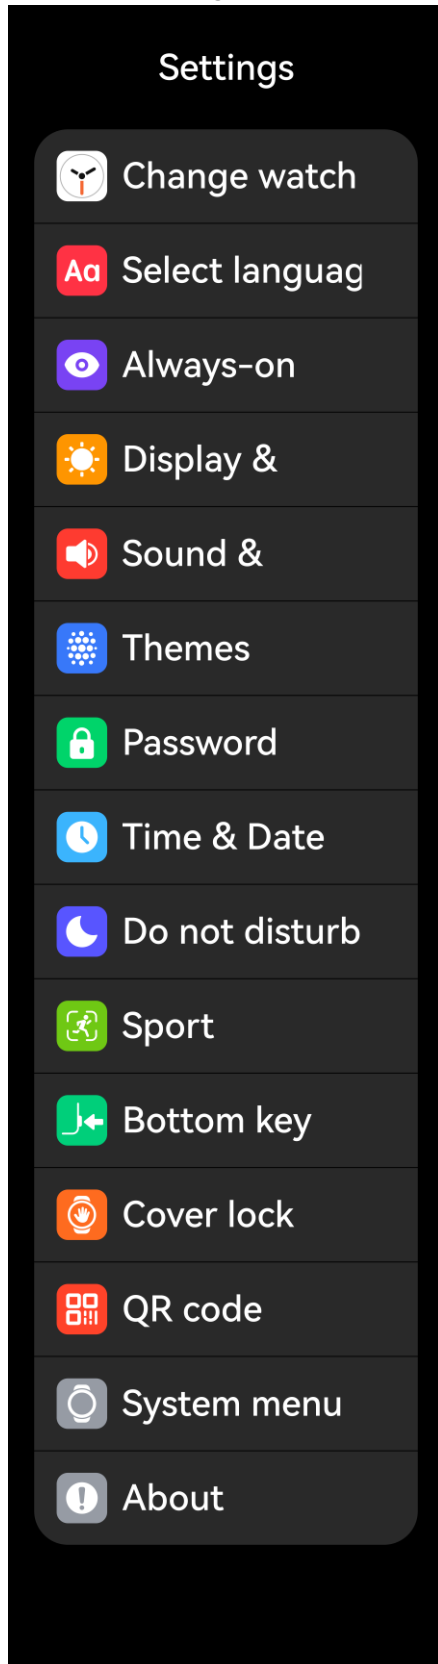 Settings
Change watch
Aa Select languag
Always-on
Display &
Sound &
Themes
Password
Time & Date
Do not disturb
Sport
Bottom key
Cover lock
QR code
System menu
About